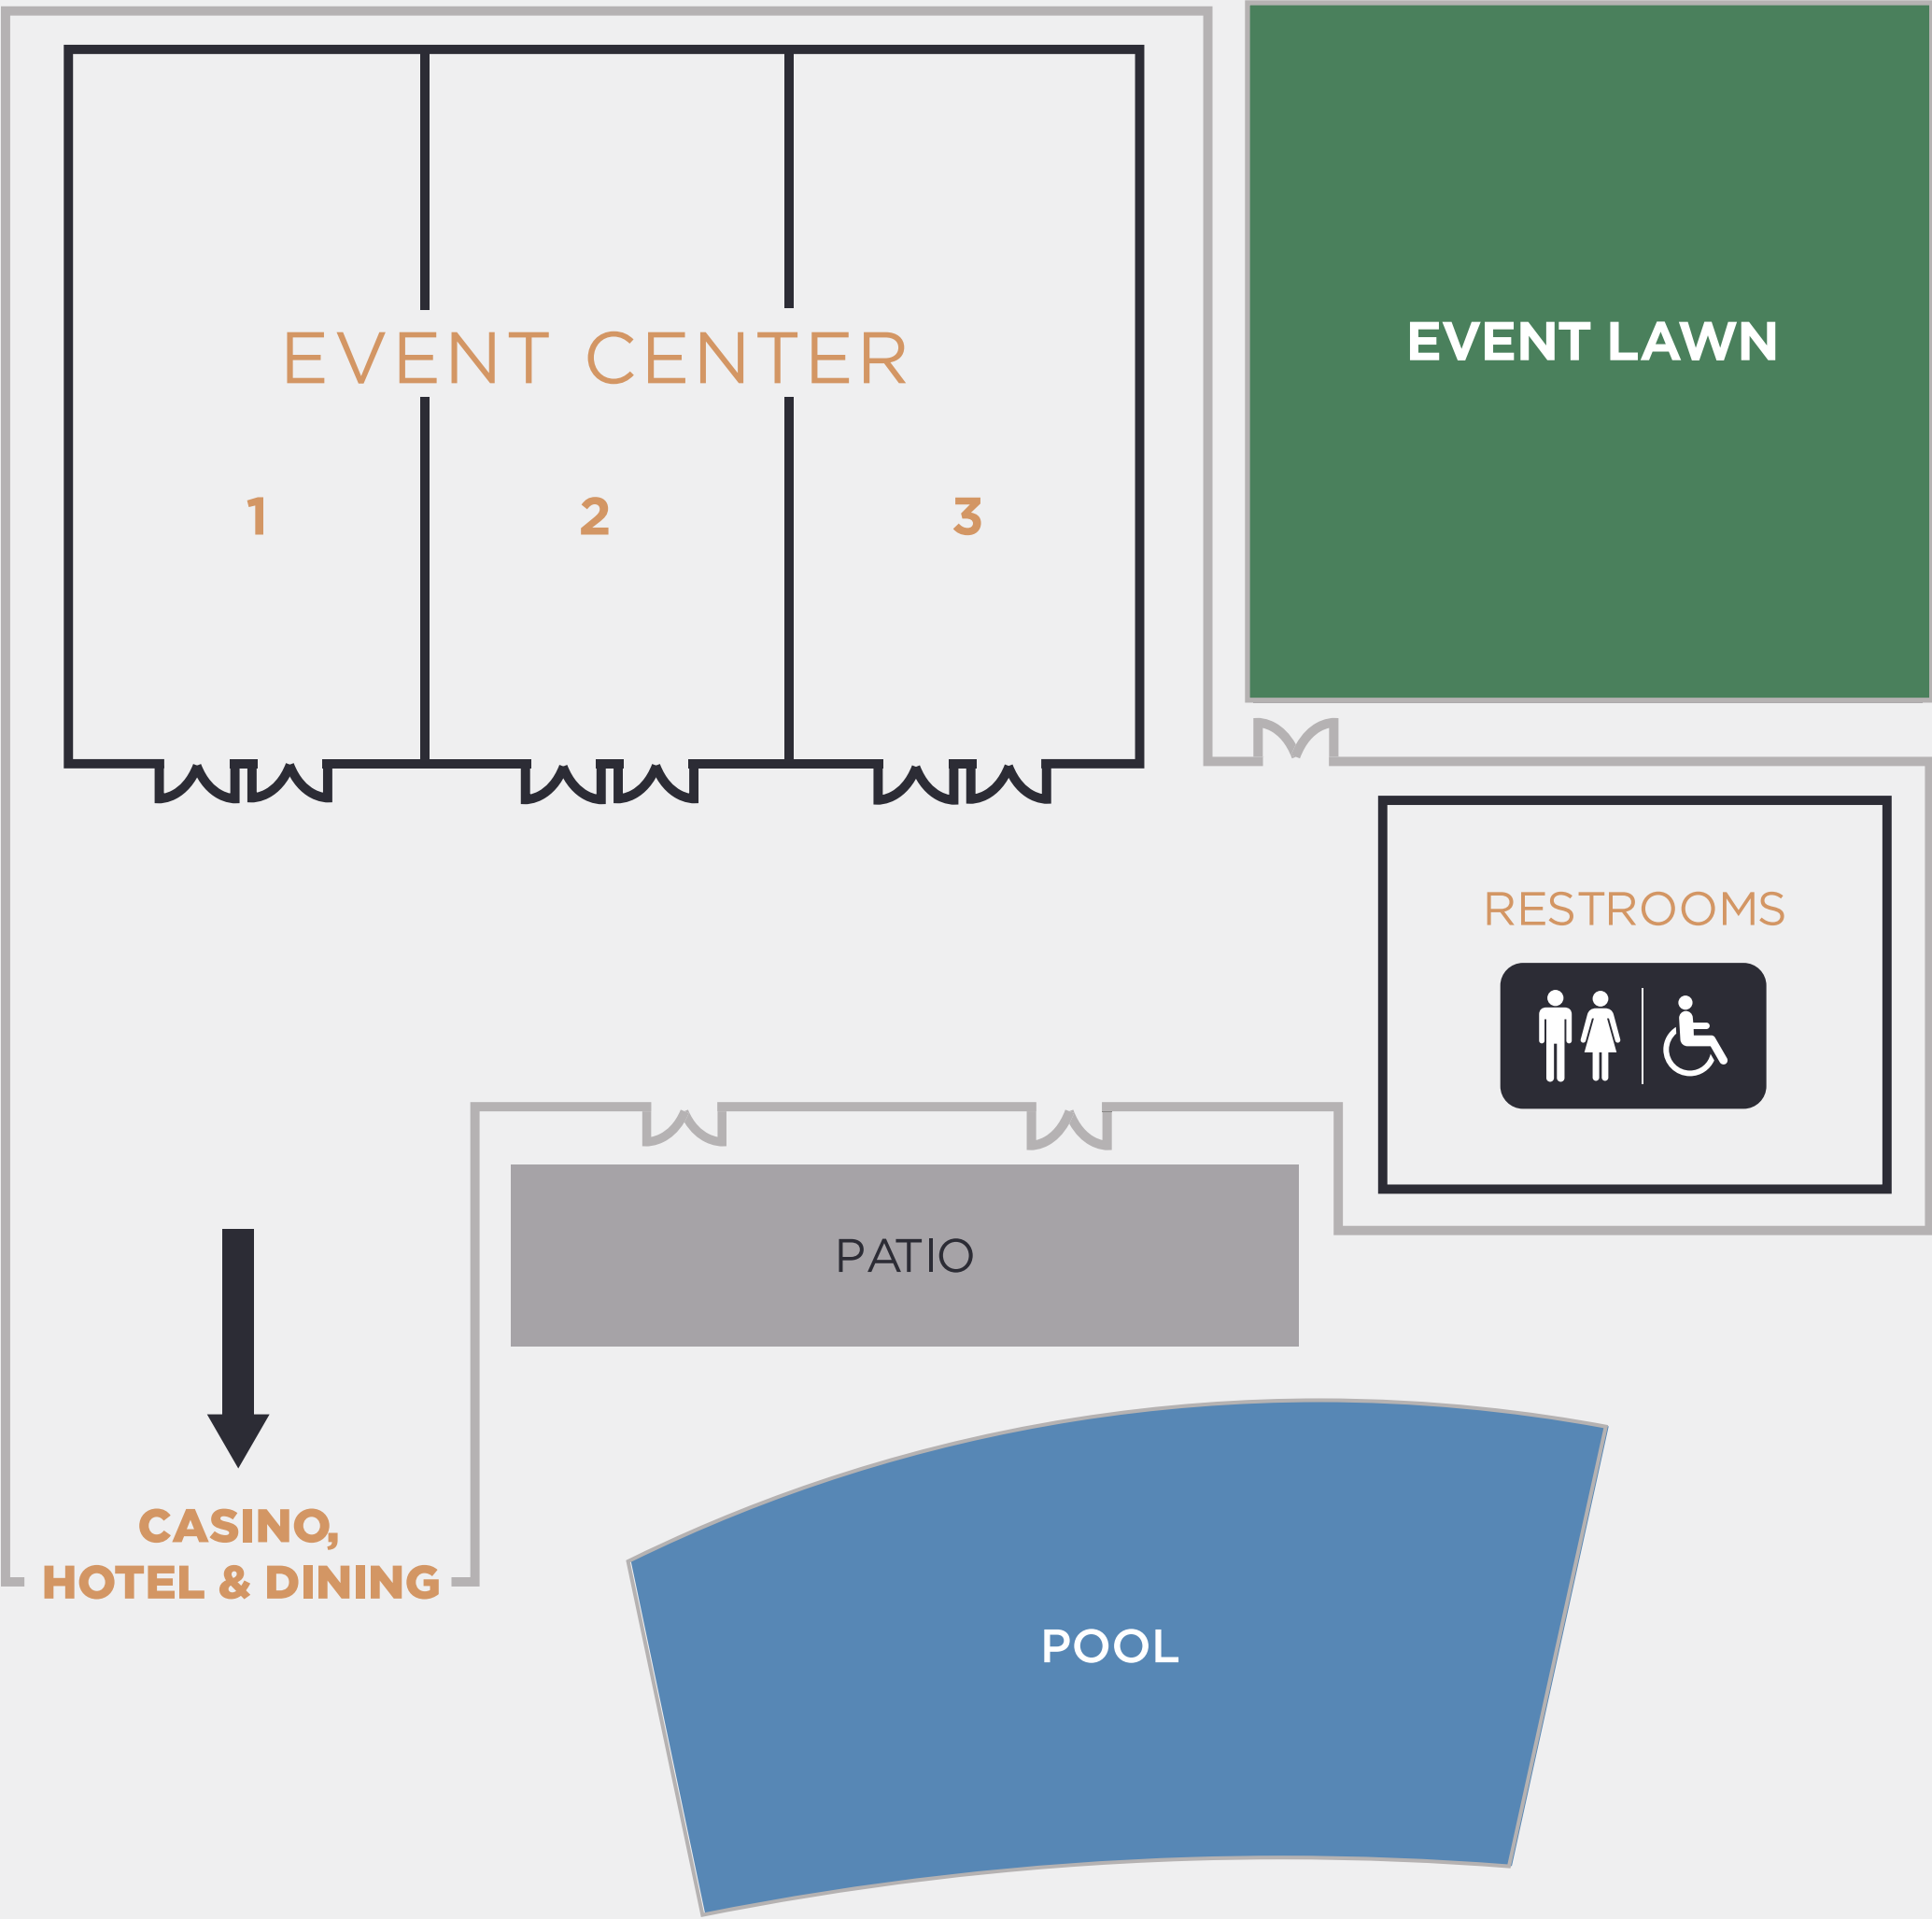 EVENT CENTER
1
2
3
EVENT LAWN
RESTROOMS
PATIO
CASINO,
HOTEL & DINING
POOL